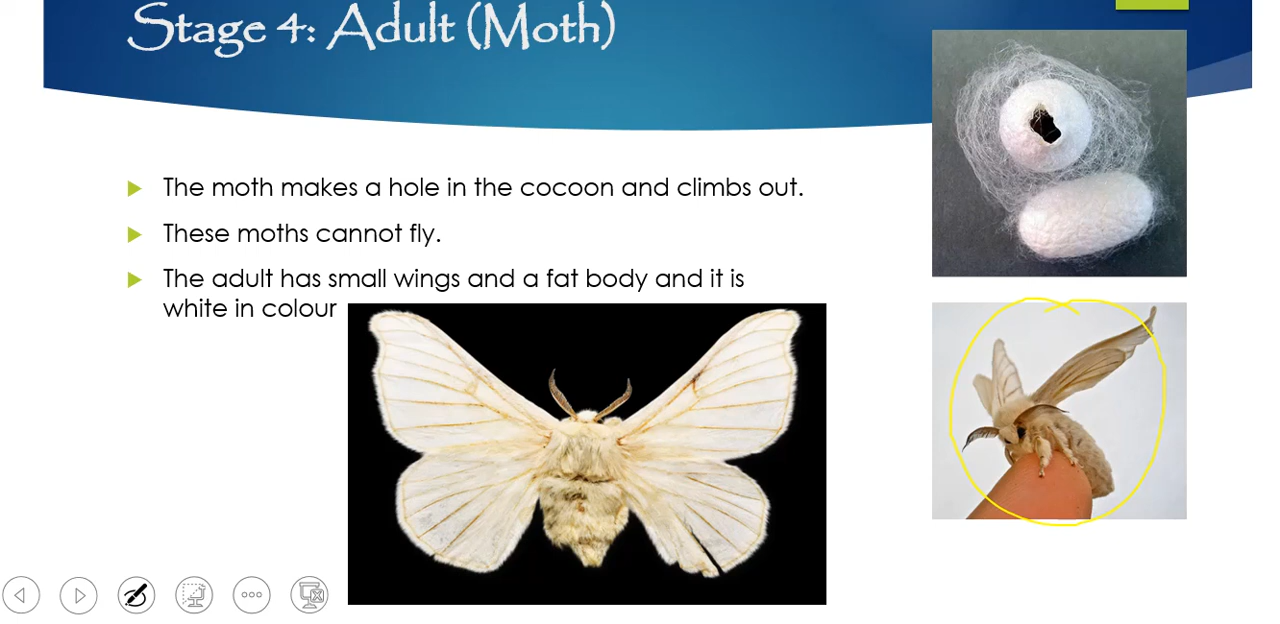 Stage 4: Adult (Moth)
The moth makes a hole in the cocoon and climbs out.
These moths cannot fly.
The adult has small wings and a fat body and it is
white in colour